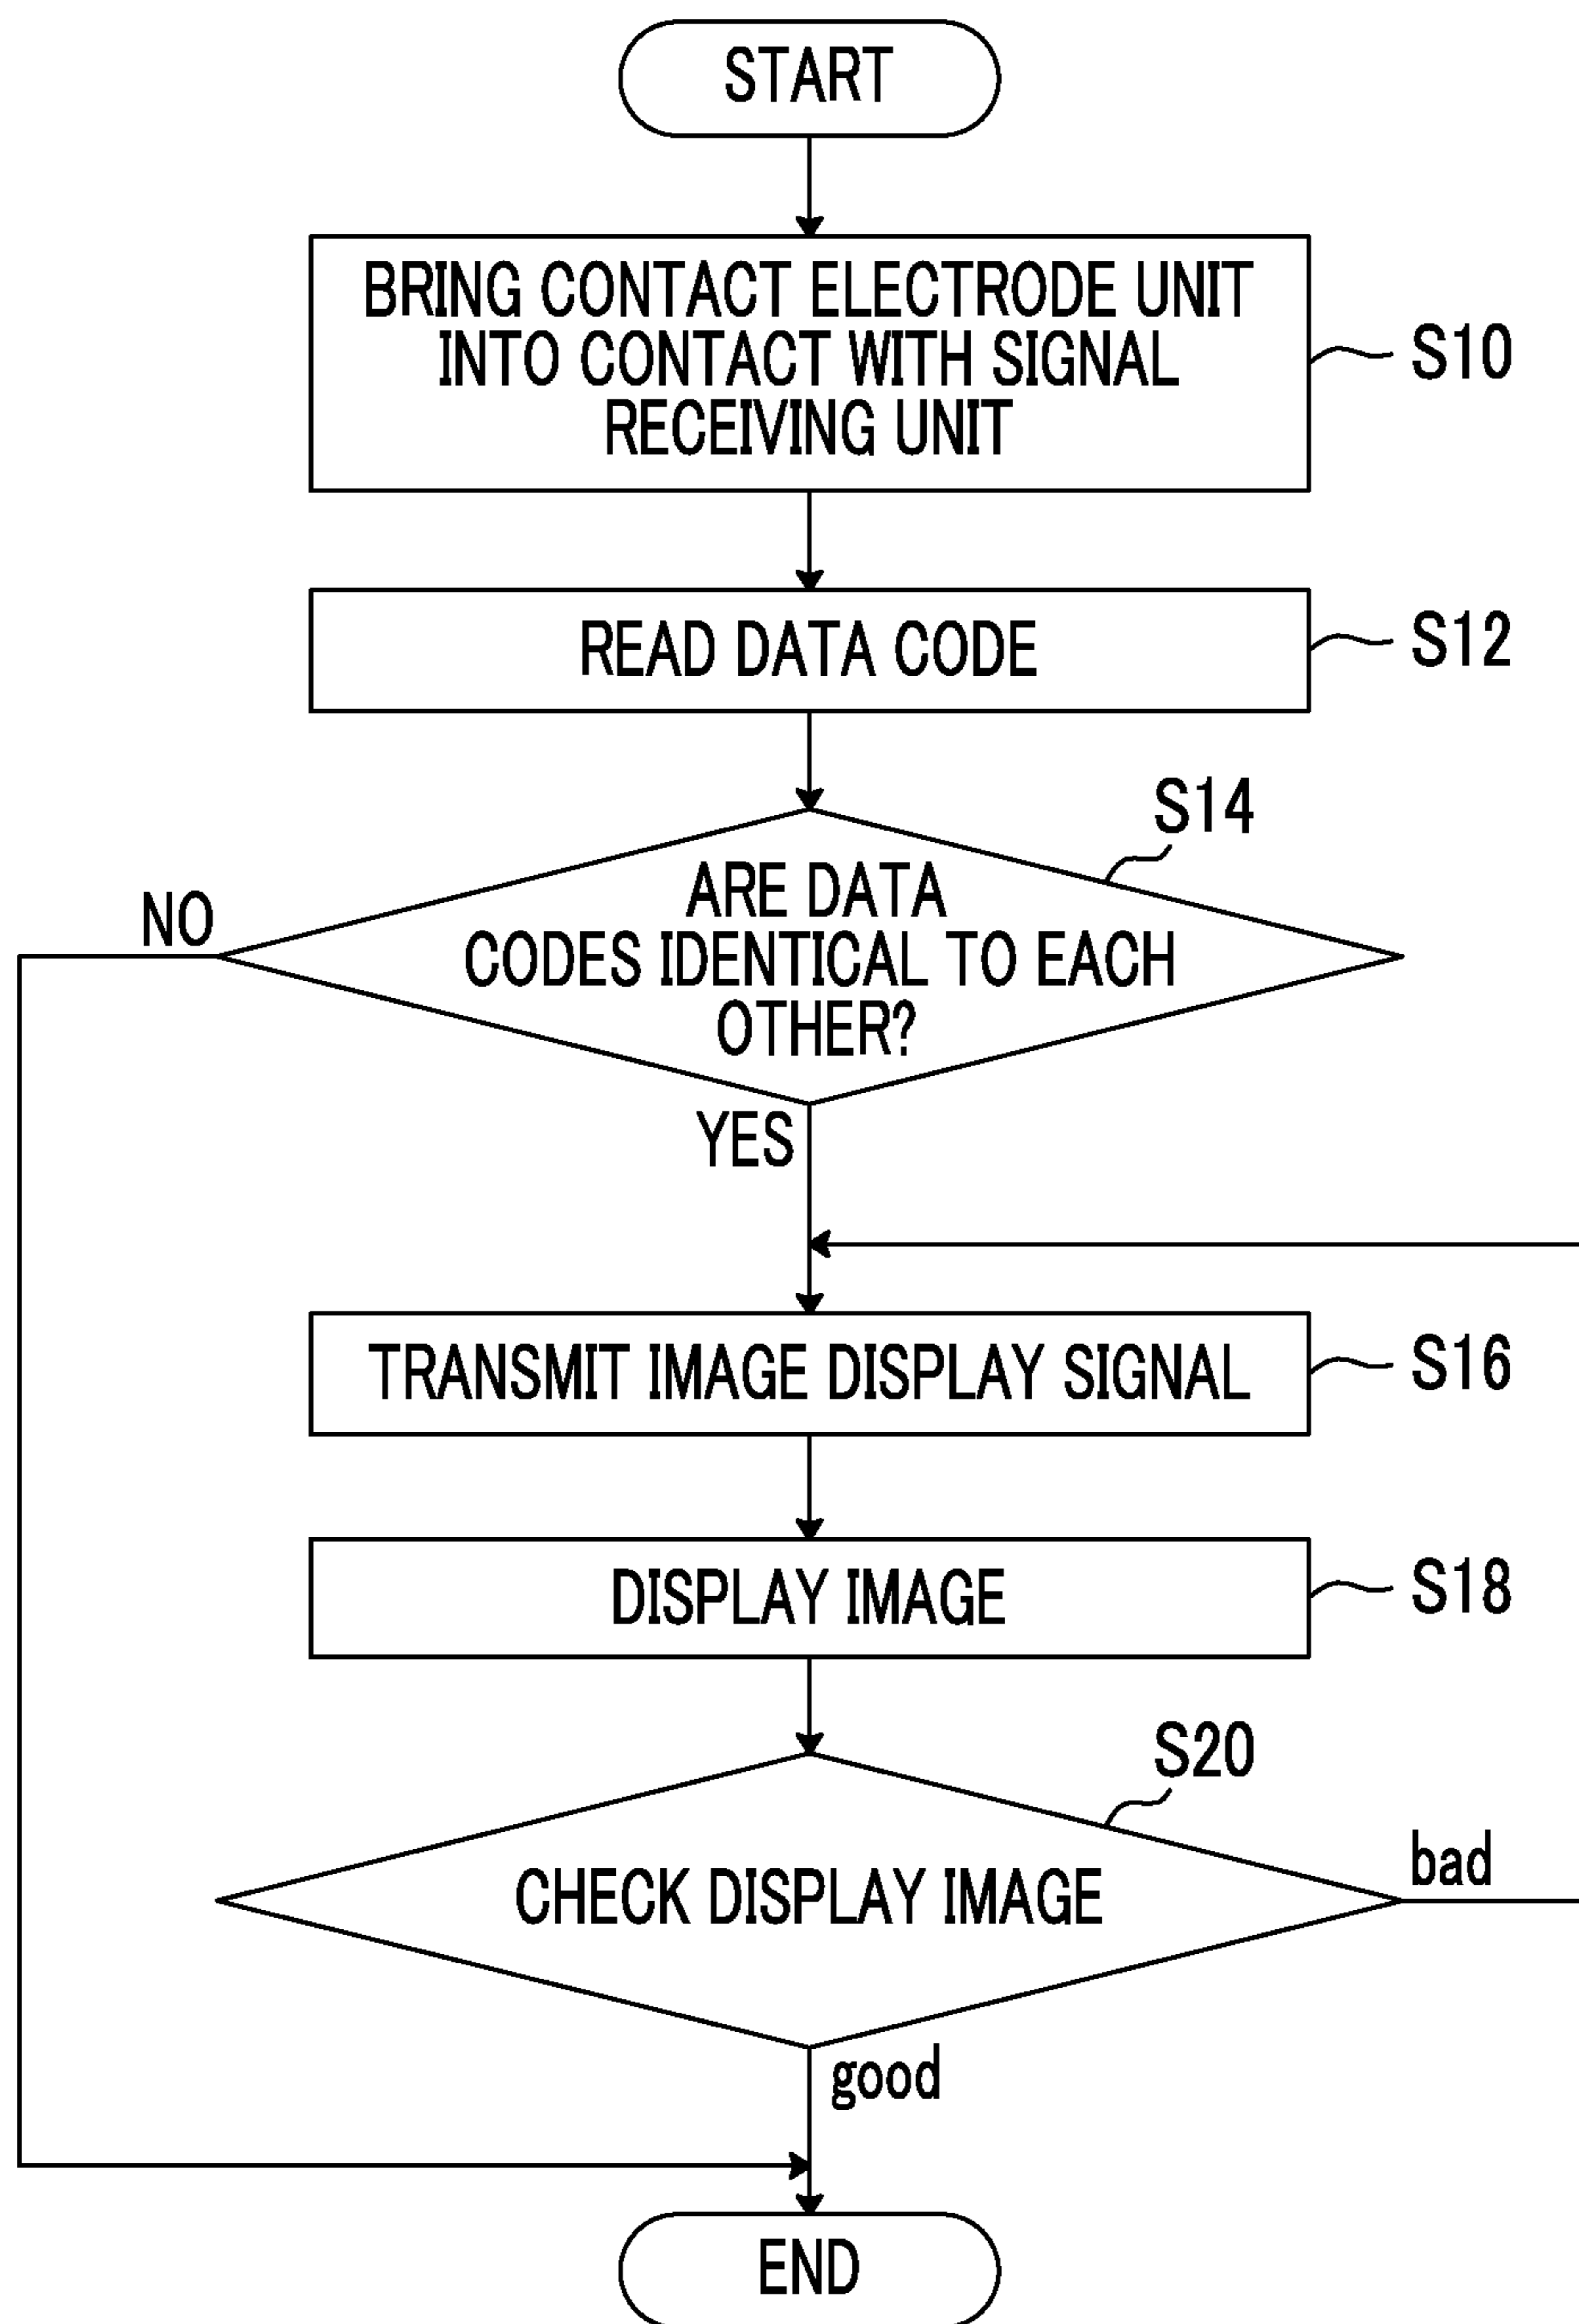 START
BRING CONTACT ELECTRODE UNIT
INTO CONTACT WITH SIGNAL
RECEIVING UNIT
S10
READ DATA CODE
S12
S14
ARE DATA
CODES IDENTICAL TO EACH
OTHER?
NO
YES
TRANSMIT IMAGE DISPLAY SIGNAL
S16
DISPLAY IMAGE
S18
S20
CHECK DISPLAY IMAGE
bad
good
END